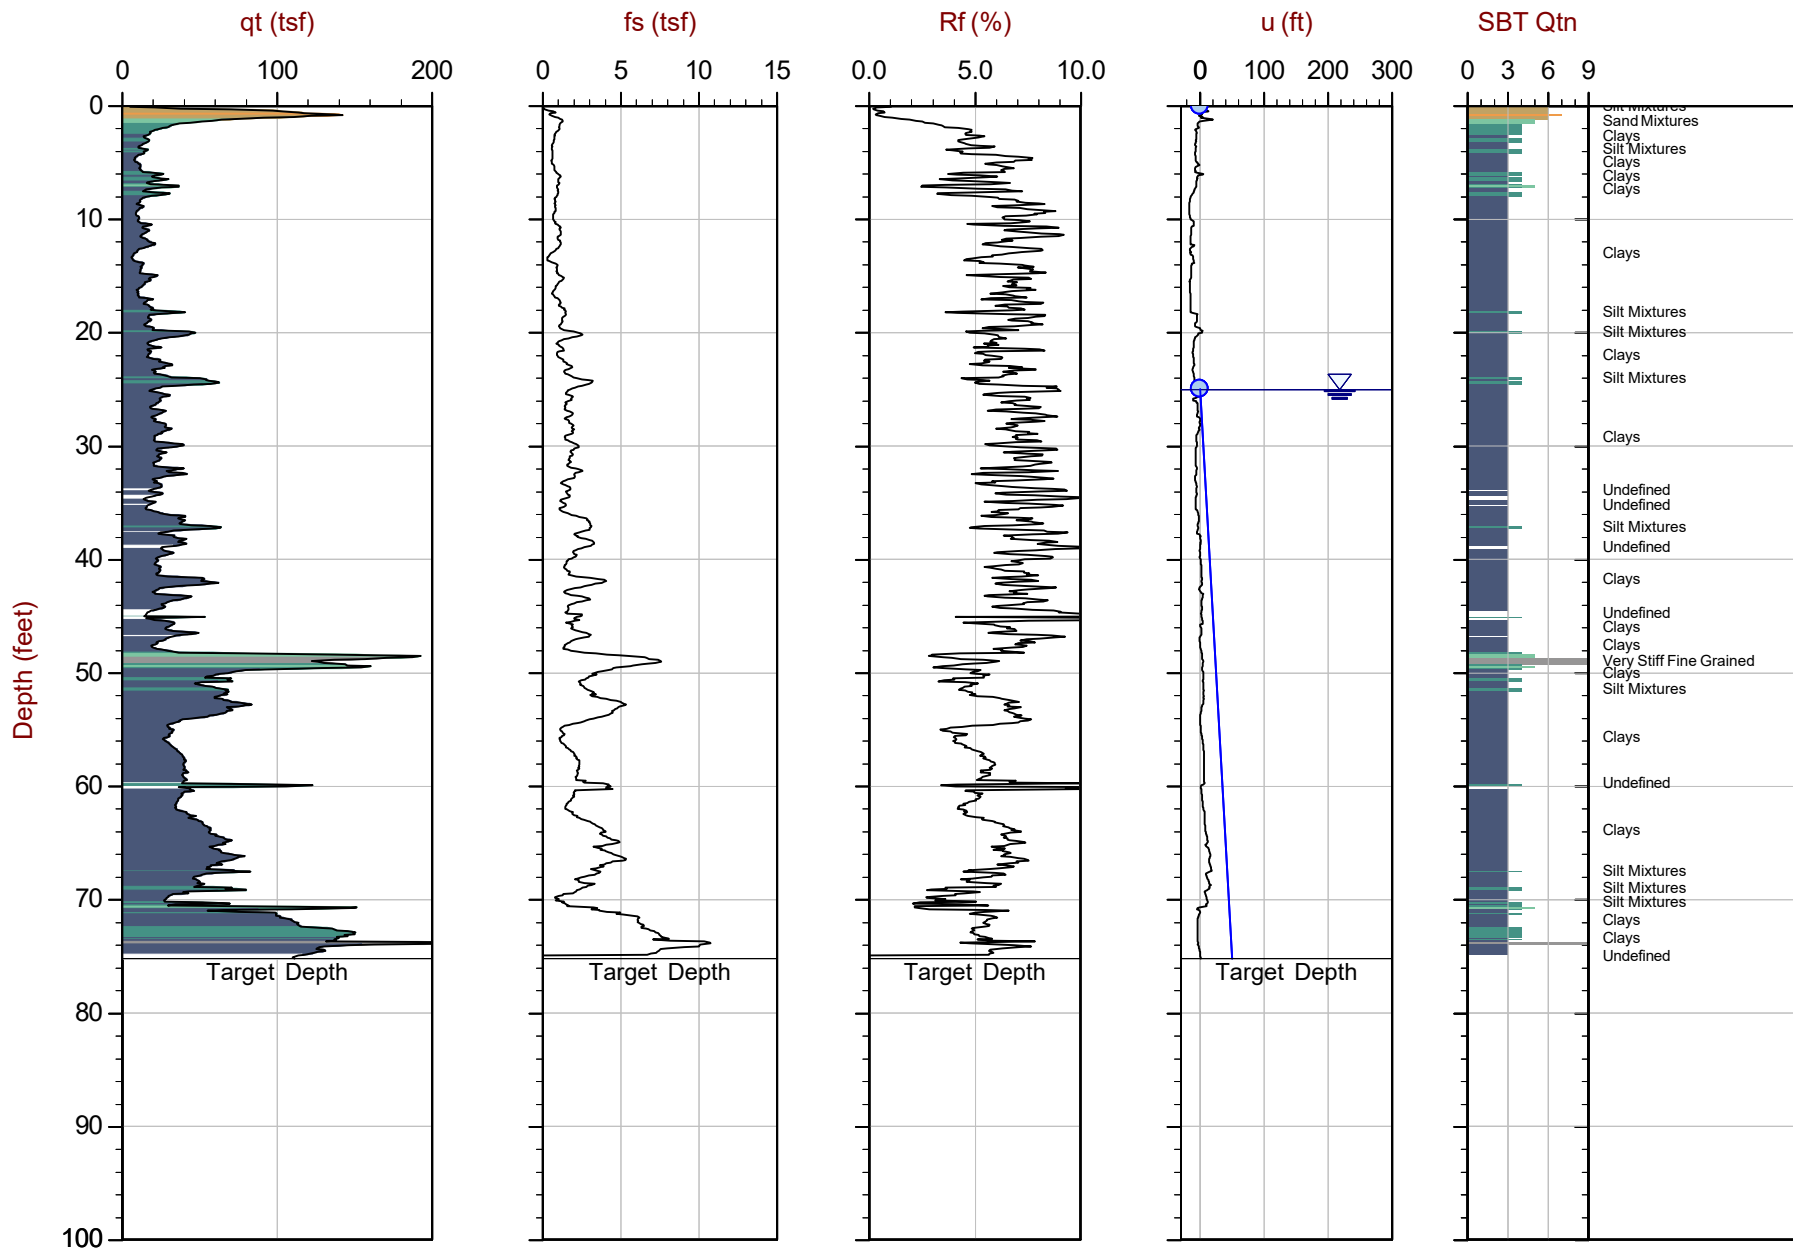 qt (tsf) fs (tsf) Rf (%) u (ft) SBT Qtn
0 100 200 0 5 10 15 0.0 5.0 10.0 0 100 200 300 0 3 6 9
0
Silt Mixtures
Sand Mixtures
Clays
Silt Mixtures
Clays
Clays
Clays
10
Clays
Silt Mixtures
20
Silt Mixtures
Clays
Silt Mixtures
Clays
30
Undefined
Undefined
Silt Mixtures
Undefined
40
Clays
Undefined
Clays
Clays
Very Stiff Fine Grained
50
Clays
Silt Mixtures
Depth (feet)
Clays
60
Undefined
Clays
Silt Mixtures
Silt Mixtures
70
Silt Mixtures
Clays
Clays
Undefined
Target Depth Target Depth Target Depth Target Depth
80
90
100